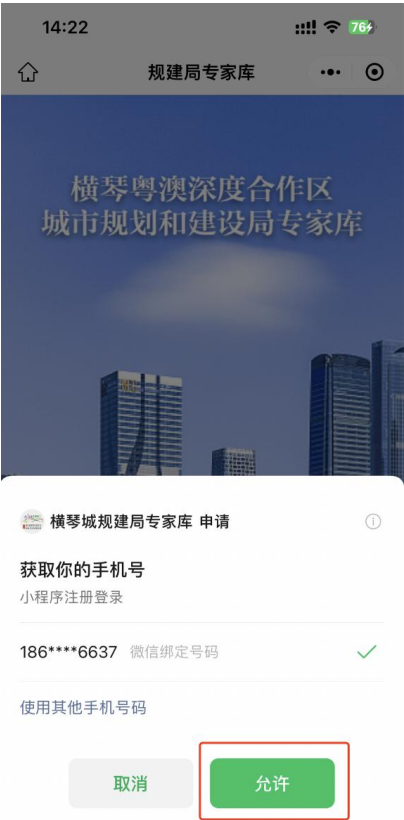 14:22
76
规建局专家库
横琴粤澳深度合作区
城市规划和建设局专家库
横琴城规建局专家库 申请
获取你的手机号
小程序注册登录
186****6637 微信绑定号码
使用其他手机号码
取消
允许